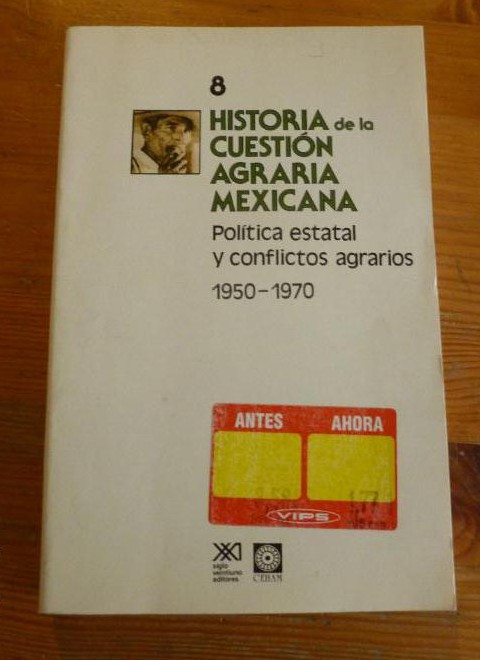 8
HISTORIA de la
CUESTIÓN
AGRARIA
MEXICANA
Política estatal
y conflictos agrarios
1950-1970
ANTES AHORA
VIPS
siglo
veintiuno
editores
CEHAM